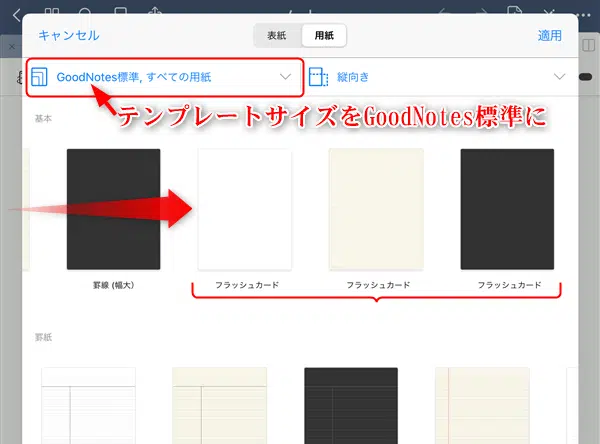 キャンセル
表紙
用紙
適用
GoodNotes標準, すべての用紙
縦向き
テンプレートサイズをGoodNotes標準に
基本
罫線 (幅大)
フラッシュカード
フラッシュカード
フラッシュカード
罫紙